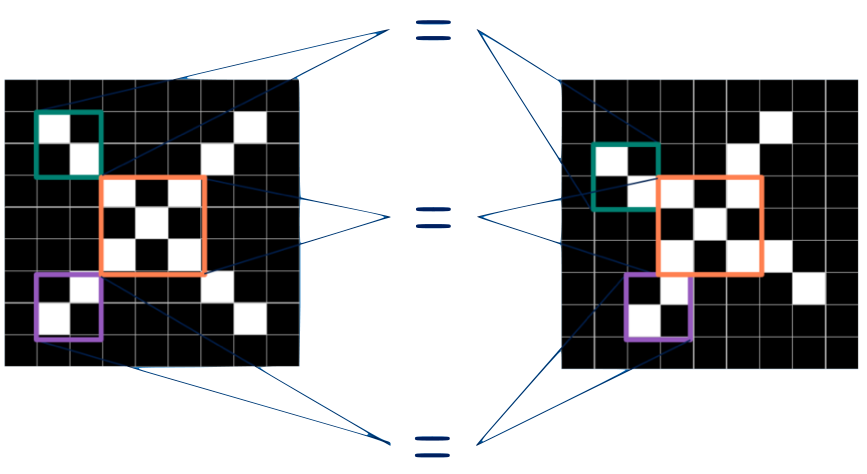 =
=
=